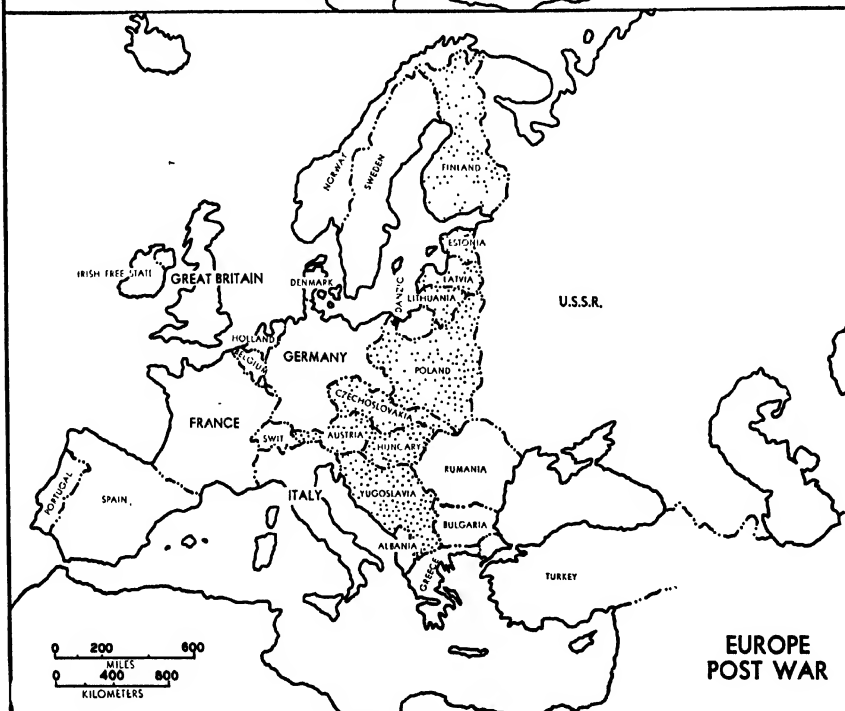 NORWAY
SWEDEN
FINLAND
ESTONIA
IRISH FREE STATE
GREAT BRITAIN
DENMARK
DANZIC
LATVIA
LITHUANIA
U.S.S.R.
HOLLAND
BELGIUM
GERMANY
POLAND
CZECHOSLOVAKIA
FRANCE
SWIT
AUSTRIA
HUNGARY
RUMANIA
PORTUGAL
SPAIN
ITALY
YUGOSLAVIA
BULGARIA
ALBANIA
GREECE
TURKEY
0 200 600
MILES
0 400 800
KILOMETERS
EUROPE
POST WAR